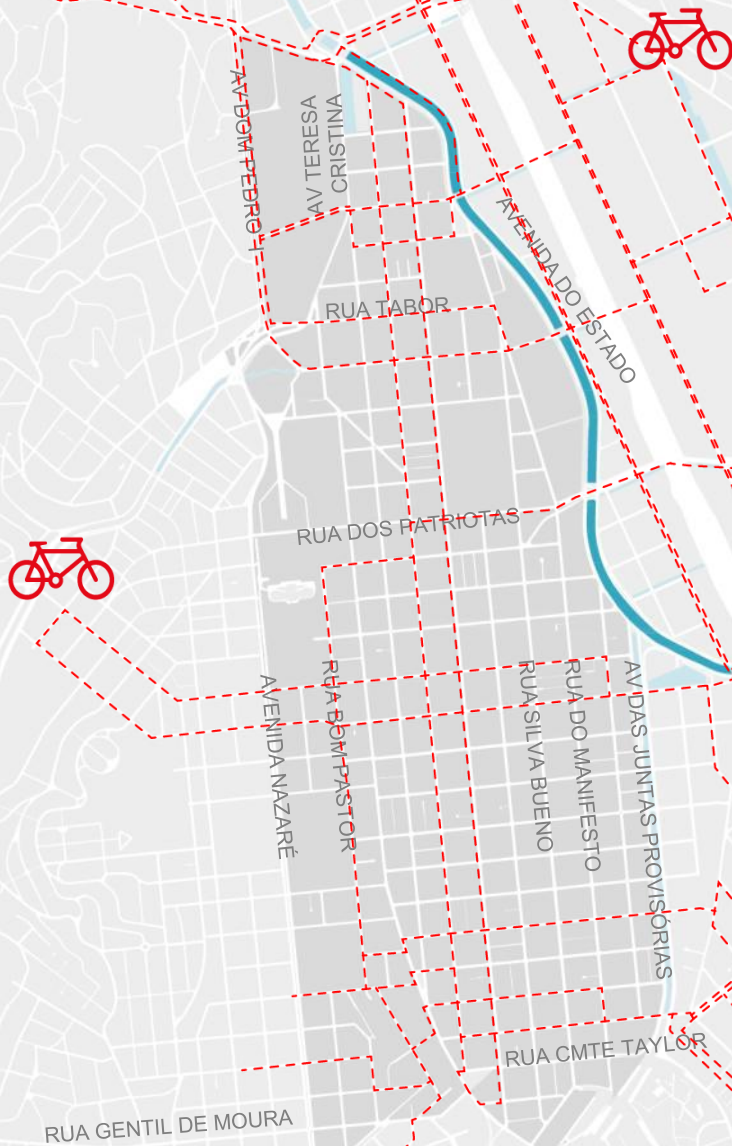 AV DOM PEDRO I
AV TERESA
CRISTINA
AVENIDA DO ESTADO
RUA TABOR
RUA DOS PATRIOTAS
AVENIDA NAZARÉ
RUA BOM PASTOR
RUA SILVA BUENO
RUA DO MANIFESTO
AV DAS JUNTAS PROVISÓRIAS
RUA CMTE TAYLOR
RUA GENTIL DE MOURA